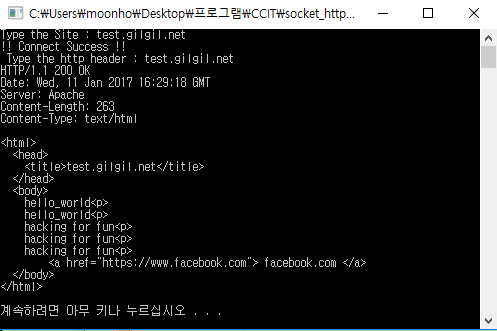 C:₩Users₩moonho₩Desktop₩프로그램₩CCIT₩socket_http...
Type the Site : test.gilgil.net
!! Connect Success !!
Type the http header : test.gilgil.net
HTTP/1.1 200 OK
Date: Wed, 11 Jan 2017 16:29:18 GMT
Server: Apache
Content-Length: 263
Content-Type: text/html
<html>
<head>
<title>test.gilgil.net</title>
</head>
<body>
hello_world<p>
hello_world<p>
hacking for fun<p>
hacking for fun<p>
hacking for fun<p>
<a href="https://www.facebook.com"> facebook.com </a>
</body>
</html>
계속하려면 아무 키나 누르십시오 . . .